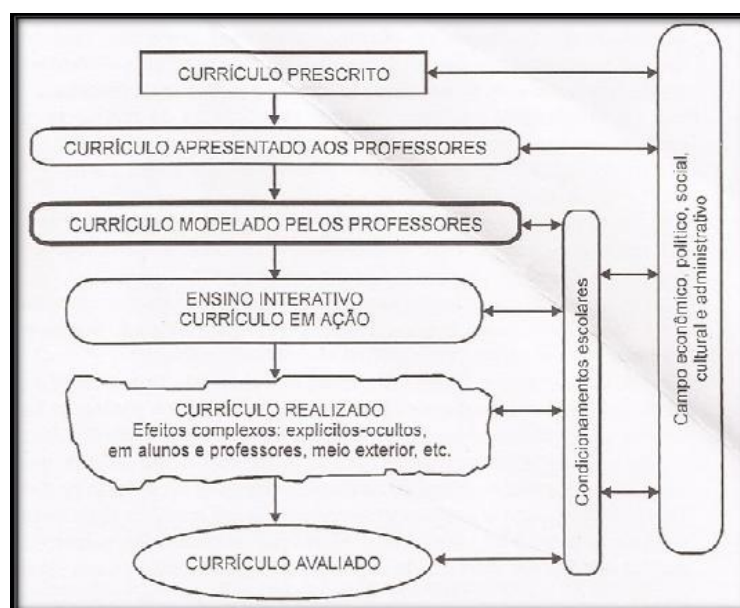 CURRÍCULO PRESCRITO
CURRÍCULO APRESENTADO AOS PROFESSORES
CURRÍCULO MODELADO PELOS PROFESSORES
ENSINO INTERATIVO
CURRÍCULO EM AÇÃO
CURRÍCULO REALIZADO
Efeitos complexos: explícitos-ocultos,
em alunos e professores, meio exterior, etc.
CURRÍCULO AVALIADO
Condicionamentos escolares
Campo econômico, político, social,
cultural e administrativo